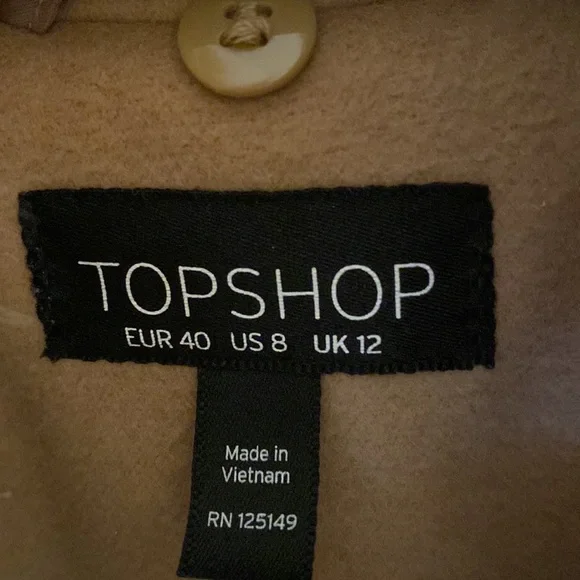 TOPSHOP
EUR 40 US 8 UK 12
Made in
Vietnam
RN 125149